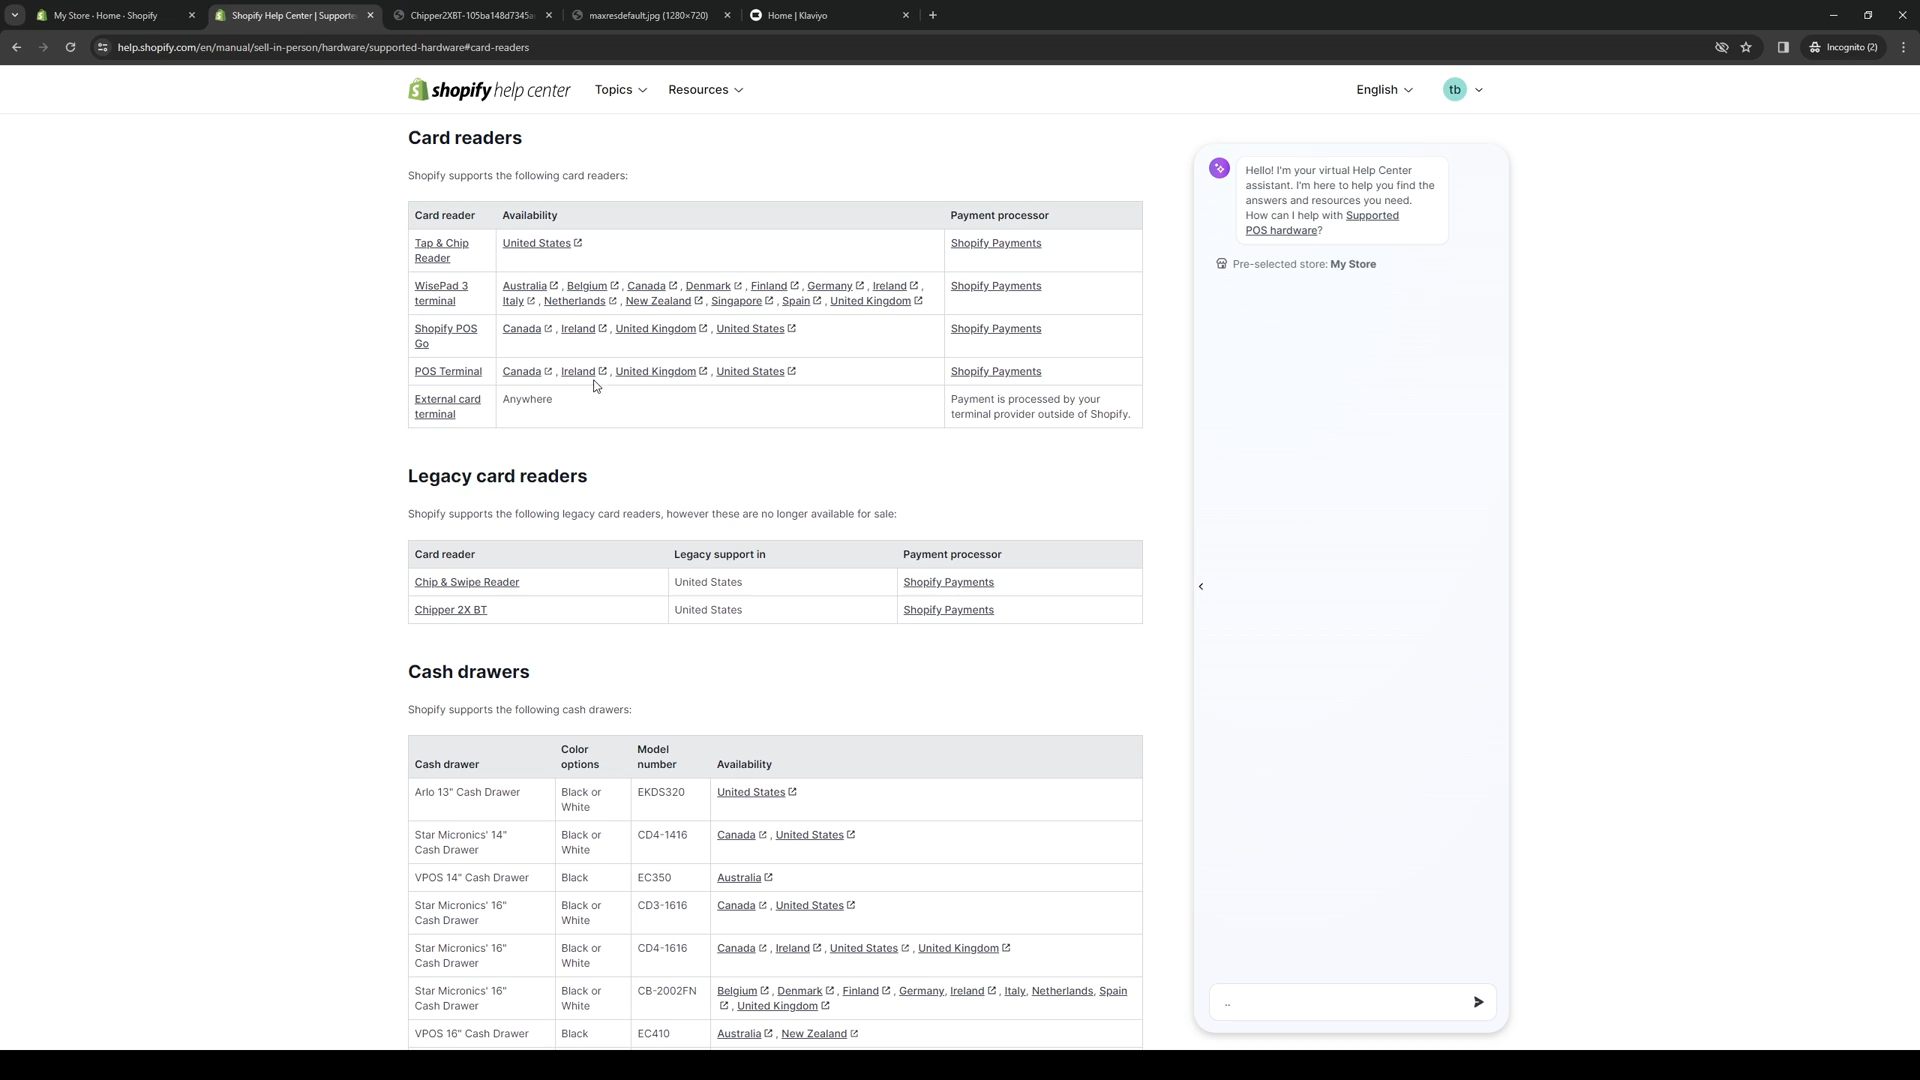 My Store · Home · Shopify
Shopify Help Center | Supporte
Chipper2XBT-105ba148d7345a
maxresdefault.jpg (1280×720)
Home | Klaviyo
help.shopify.com/en/manual/sell-in-person/hardware/supported-hardware#card-readers
Incognito (2)
shopify help center
Topics
Resources
English
tb
Card readers
Shopify supports the following card readers:
Card reader Availability Payment processor
Tap & Chip United States Shopify Payments
Reader
WisePad 3 Australia , Belgium , Canada , Denmark , Finland , Germany , Ireland , Shopify Payments
terminal Italy , Netherlands , New Zealand , Singapore , Spain , United Kingdom
Shopify POS Canada , Ireland , United Kingdom , United States Shopify Payments
Go
POS Terminal Canada , Ireland , United Kingdom , United States Shopify Payments
External card Anywhere Payment is processed by your
terminal terminal provider outside of Shopify.
Legacy card readers
Shopify supports the following legacy card readers, however these are no longer available for sale:
Card reader Legacy support in Payment processor
Chip & Swipe Reader United States Shopify Payments
Chipper 2X BT United States Shopify Payments
Cash drawers
Shopify supports the following cash drawers:
Color Model
Cash drawer options number Availability
Arlo 13" Cash Drawer Black or EKDS320 United States
White
Star Micronics' 14" Black or CD4-1416 Canada , United States
Cash Drawer White
VPOS 14" Cash Drawer Black EC350 Australia
Star Micronics' 16" Black or CD3-1616 Canada , United States
Cash Drawer White
Star Micronics' 16" Black or CD4-1616 Canada , Ireland , United States , United Kingdom
Cash Drawer White
Star Micronics' 16" Black or CB-2002FN Belgium , Denmark , Finland , Germany, Ireland , Italy, Netherlands, Spain
Cash Drawer White , United Kingdom
VPOS 16" Cash Drawer Black EC410 Australia , New Zealand
Hello! I'm your virtual Help Center
assistant. I'm here to help you find the
answers and resources you need.
How can I help with Supported
POS hardware?
Pre-selected store: My Store
..